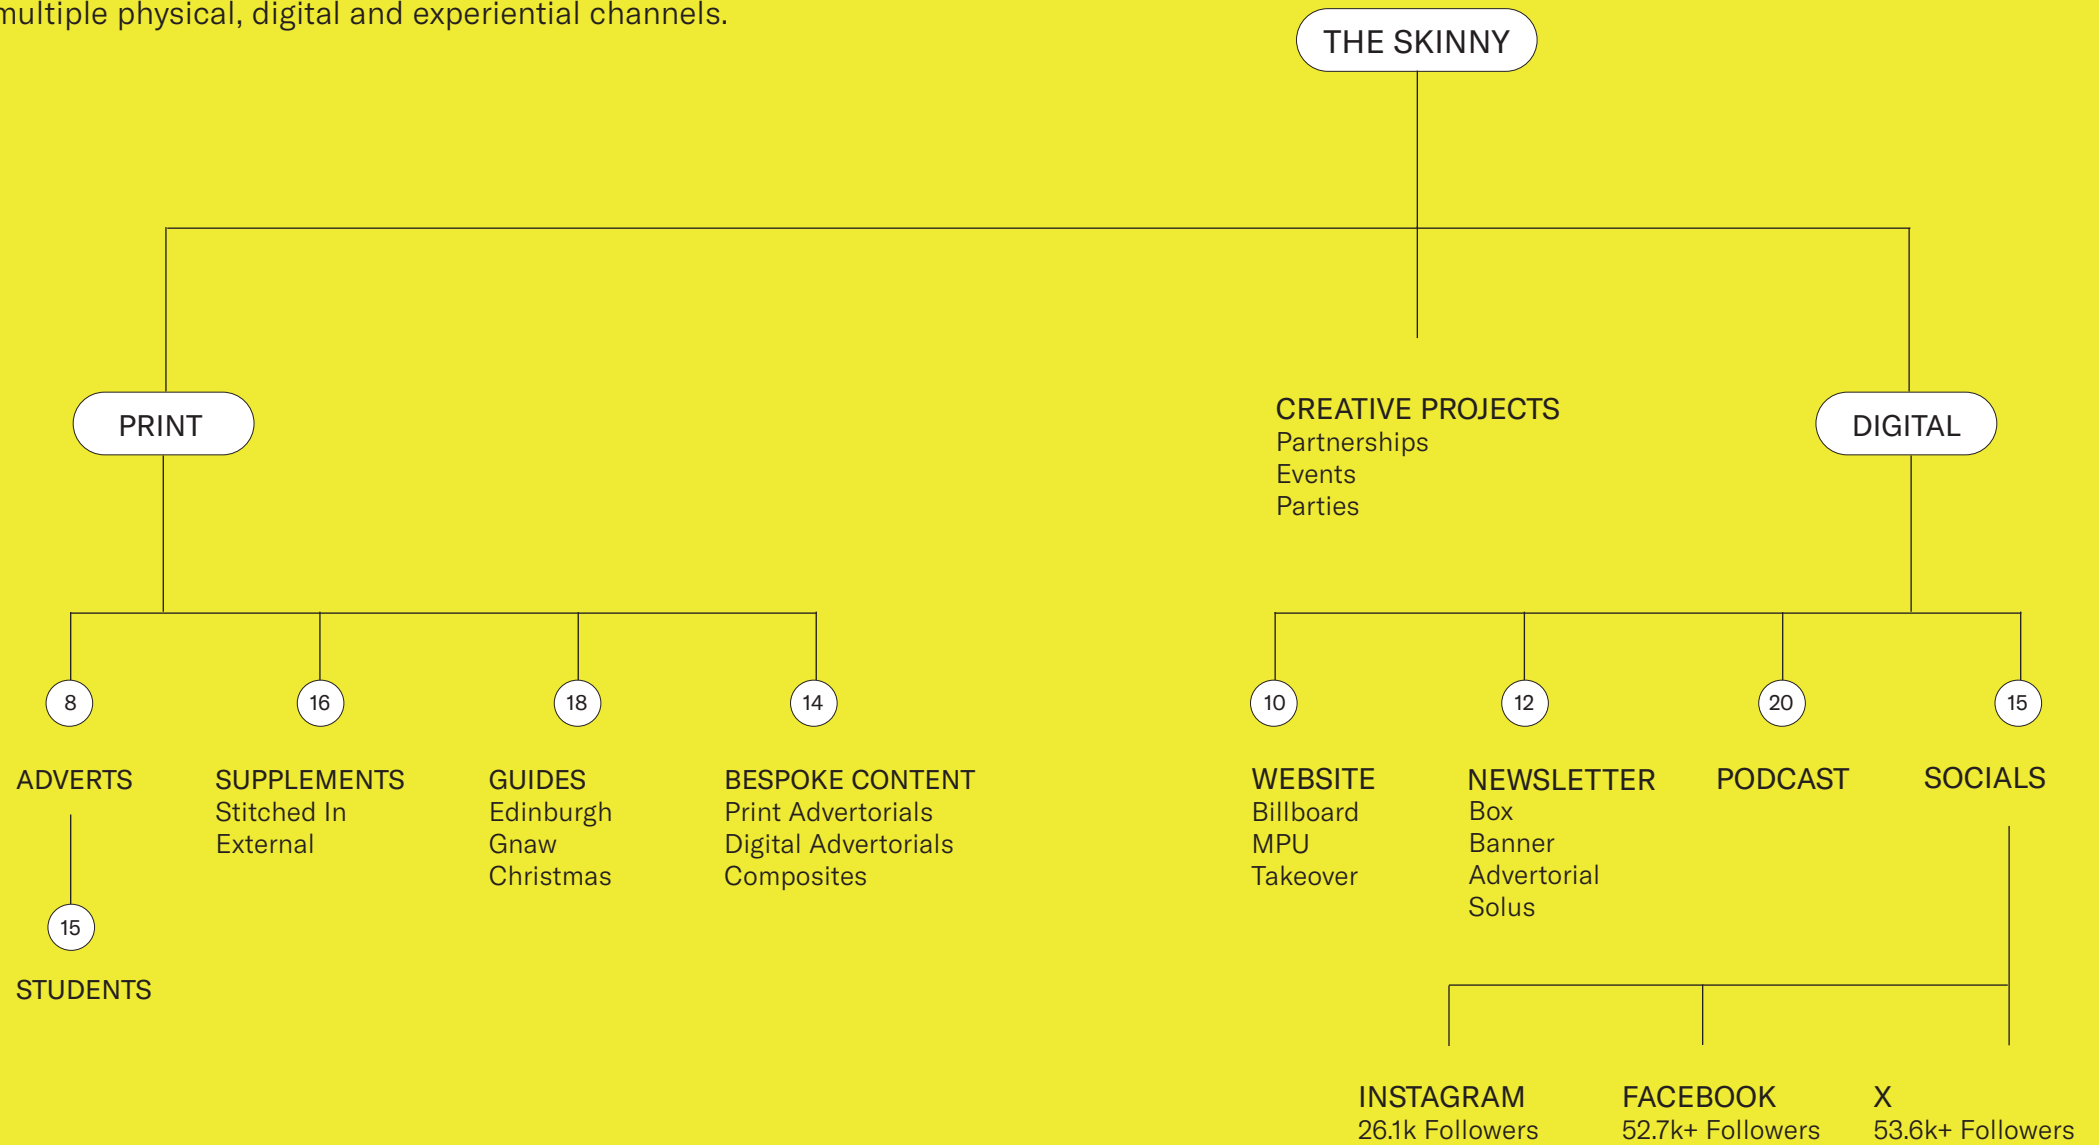 multiple physical, digital and experiential channels.
THE SKINNY
PRINT
CREATIVE PROJECTS
Partnerships
Events
Parties
DIGITAL
8
ADVERTS
15
STUDENTS
16
SUPPLEMENTS
Stitched In
External
18
GUIDES
Edinburgh
Gnaw
Christmas
14
BESPOKE CONTENT
Print Advertorials
Digital Advertorials
Composites
10
WEBSITE
Billboard
MPU
Takeover
12
NEWSLETTER
Box
Banner
Advertorial
Solus
20
PODCAST
15
SOCIALS
INSTAGRAM
26.1k Followers
FACEBOOK
52.7k+ Followers
X
53.6k+ Followers